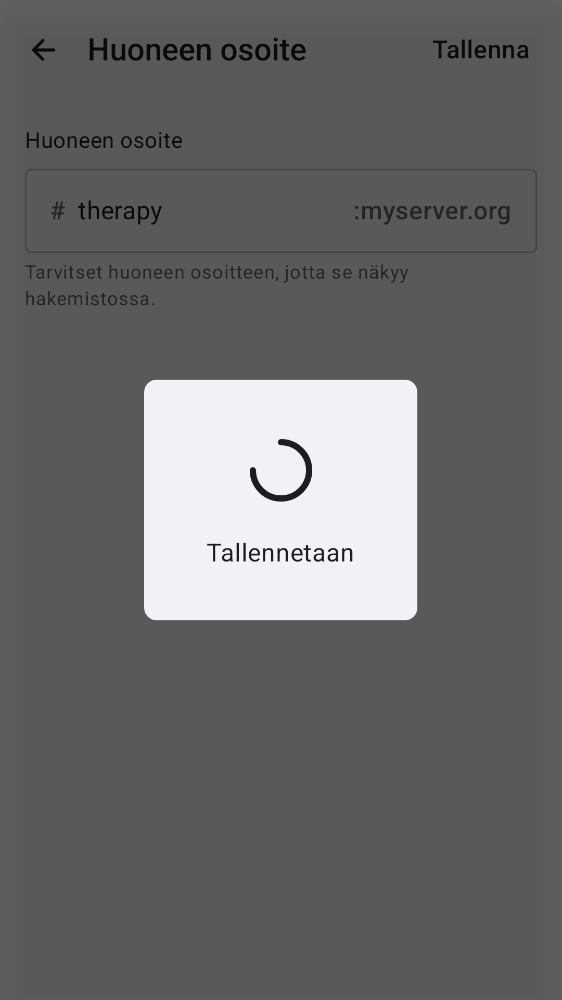 Huoneen osoite
Tallenna
Huoneen osoite
# therapy :myserver.org
Tarvitset huoneen osoitteen, jotta se näkyy
hakemistossa.
Tallennetaan